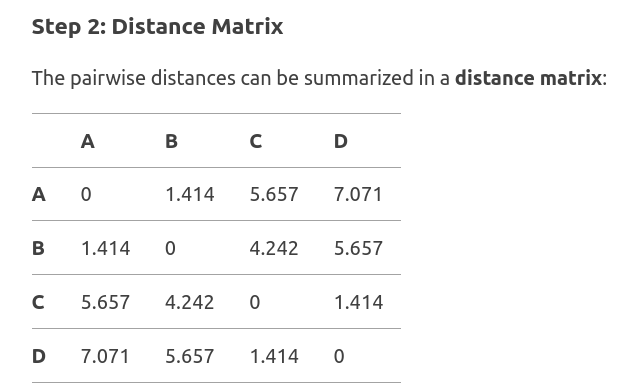 Step 2: Distance Matrix
The pairwise distances can be summarized in a distance matrix:
A B C D
A 0 1.414 5.657 7.071
B 1.414 0 4.242 5.657
C 5.657 4.242 0 1.414
D 7.071 5.657 1.414 0